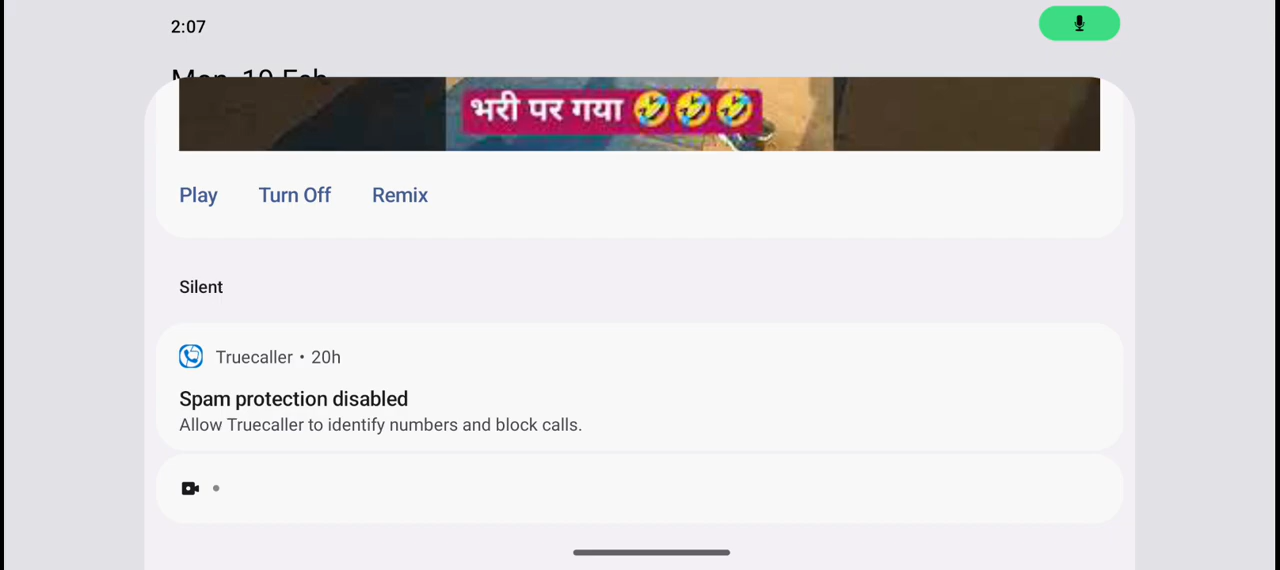 2:07
Mon, 19 Feb
भरी पर गया 🤣🤣🤣
Play Turn Off Remix
Silent
Truecaller • 20h
Spam protection disabled
Allow Truecaller to identify numbers and block calls.